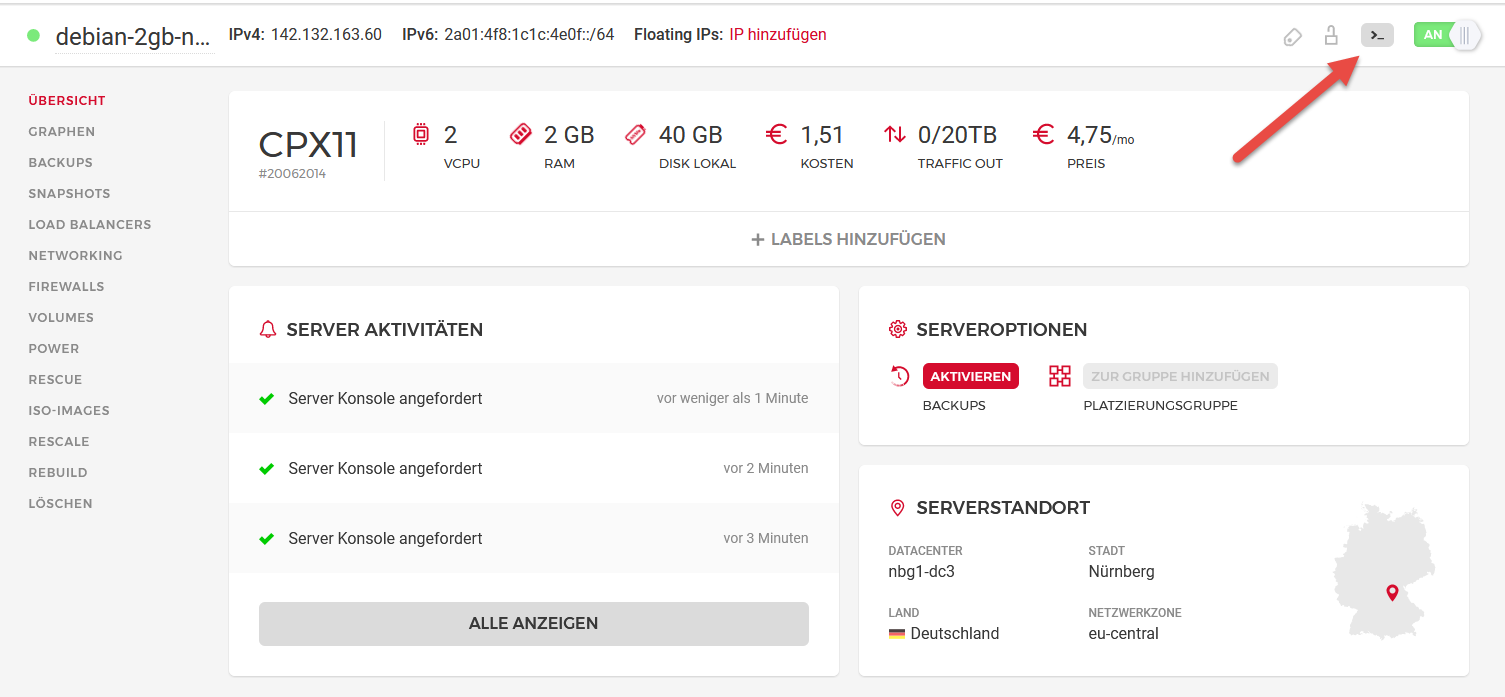 debian-2gb-n... IPv4: 142.132.163.60 IPv6: 2a01:4f8:1c1c:4e0f::/64 Floating IPs: IP hinzufügen >_ AN
ÜBERSICHT
GRAPHEN
BACKUPS
SNAPSHOTS
LOAD BALANCERS
NETWORKING
FIREWALLS
VOLUMES
POWER
RESCUE
ISO-IMAGES
RESCALE
REBUILD
LÖSCHEN
CPX11
#20062014
2
VCPU
2 GB
RAM
40 GB
DISK LOKAL
€ 1,51
KOSTEN
0/20TB
TRAFFIC OUT
€ 4,75/mo
PREIS
+ LABELS HINZUFÜGEN
SERVER AKTIVITÄTEN
Server Konsole angefordert vor weniger als 1 Minute
Server Konsole angefordert vor 2 Minuten
Server Konsole angefordert vor 3 Minuten
ALLE ANZEIGEN
SERVEROPTIONEN
AKTIVIEREN
BACKUPS
ZUR GRUPPE HINZUFÜGEN
PLATZIERUNGSGRUPPE
SERVERSTANDORT
DATACENTER
nbg1-dc3
STADT
Nürnberg
LAND
Deutschland
NETZWERKZONE
eu-central